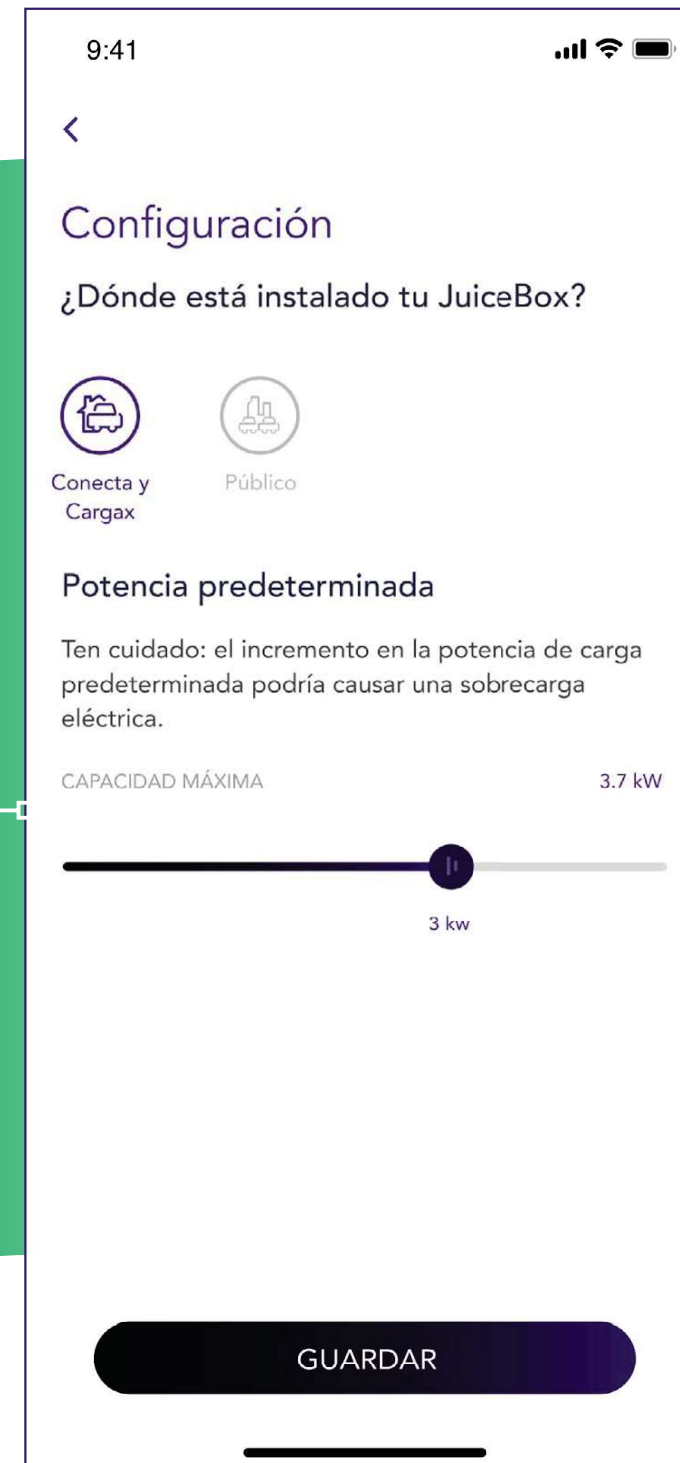 9:41
Configuración
¿Dónde está instalado tu JuiceBox?
Conecta y
Cargax
Público
Potencia predeterminada
Ten cuidado: el incremento en la potencia de carga
predeterminada podría causar una sobrecarga
eléctrica.
CAPACIDAD MÁXIMA 3.7 kW
3 kw
GUARDAR